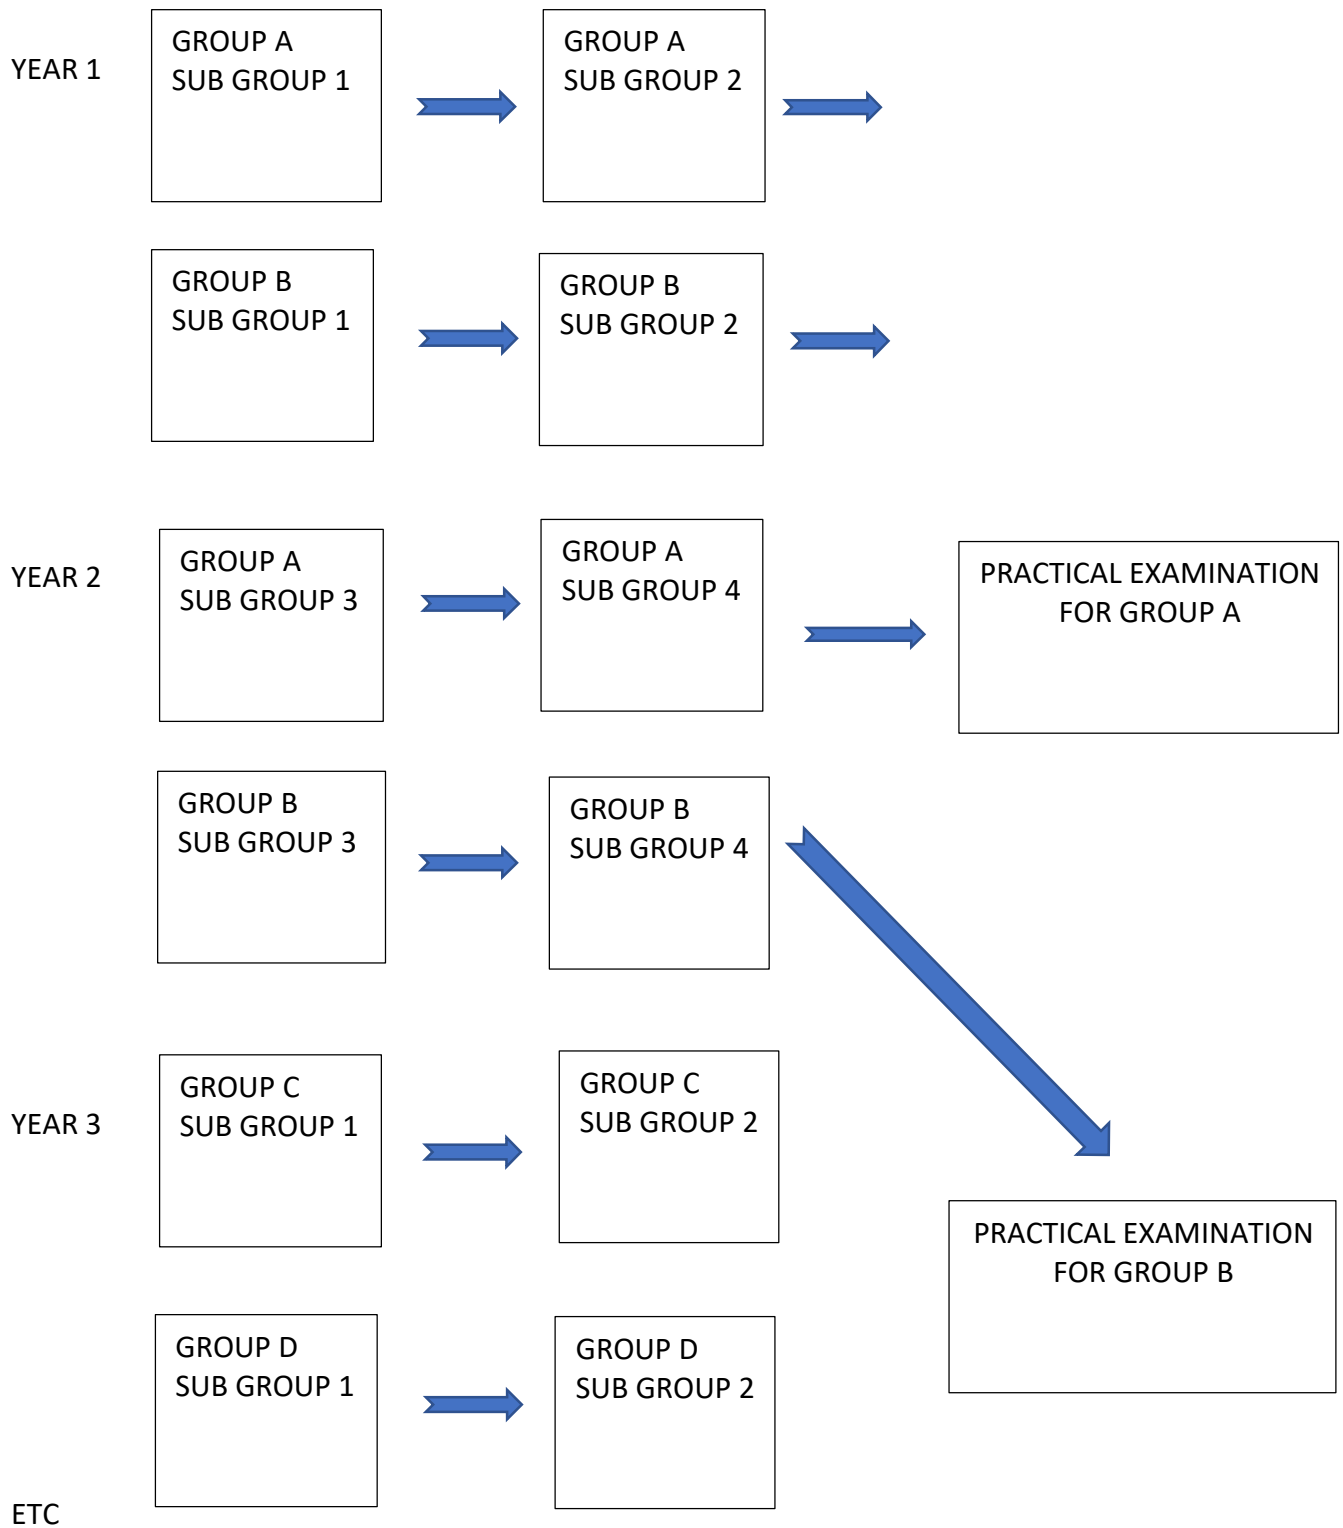 YEAR 1
GROUP A
SUB GROUP 1
GROUP A
SUB GROUP 2
GROUP B
SUB GROUP 1
GROUP B
SUB GROUP 2
YEAR 2
GROUP A
SUB GROUP 3
GROUP A
SUB GROUP 4
PRACTICAL EXAMINATION
FOR GROUP A
GROUP B
SUB GROUP 3
GROUP B
SUB GROUP 4
YEAR 3
GROUP C
SUB GROUP 1
GROUP C
SUB GROUP 2
PRACTICAL EXAMINATION
FOR GROUP B
GROUP D
SUB GROUP 1
GROUP D
SUB GROUP 2
ETC